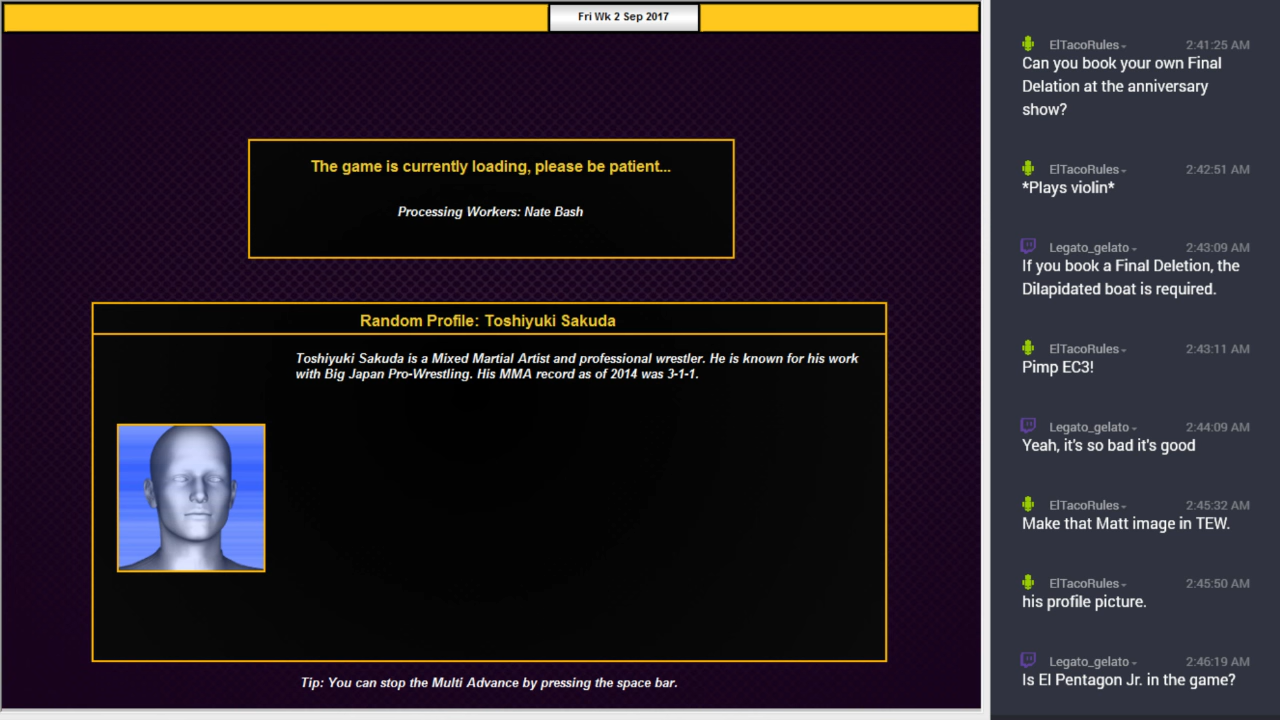 Fri Wk 2 Sep 2017
The game is currently loading, please be patient...
Processing Workers: Nate Bash
Random Profile: Toshiyuki Sakuda
Toshiyuki Sakuda is a Mixed Martial Artist and professional wrestler. He is known for his work
with Big Japan Pro-Wrestling. His MMA record as of 2014 was 3-1-1.
Tip: You can stop the Multi Advance by pressing the space bar.
ElTacoRules 2:41:25 AM
Can you book your own Final
Delation at the anniversary
show?
ElTacoRules 2:42:51 AM
*Plays violin*
Legato_gelato 2:43:09 AM
If you book a Final Deletion, the
Dilapidated boat is required.
ElTacoRules 2:43:11 AM
Pimp EC3!
Legato_gelato 2:44:09 AM
Yeah, it's so bad it's good
ElTacoRules 2:45:32 AM
Make that Matt image in TEW.
ElTacoRules 2:45:50 AM
his profile picture.
Legato_gelato 2:46:19 AM
Is El Pentagon Jr. in the game?